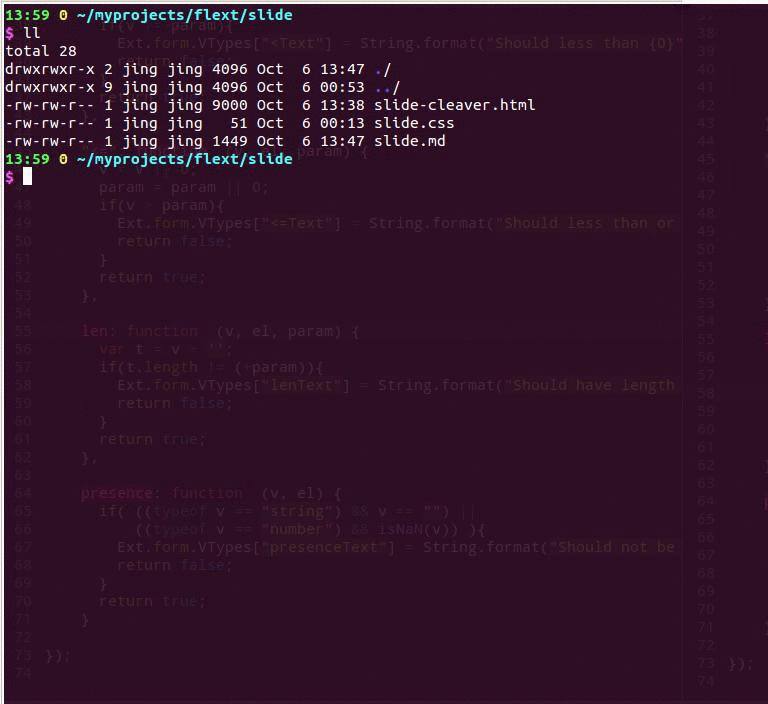 13:59 0 ~/myprojects/flext/slide
$ ll
total 28
drwxrwxr-x 2 jing jing 4096 Oct  6 13:47 ./
drwxrwxr-x 9 jing jing 4096 Oct  6 00:53 ../
-rw-rw-r-- 1 jing jing 9000 Oct  6 13:38 slide-cleaver.html
-rw-rw-r-- 1 jing jing   51 Oct  6 00:13 slide.css
-rw-rw-r-- 1 jing jing 1449 Oct  6 13:47 slide.md
13:59 0 ~/myprojects/flext/slide
$
Ext.form.VTypes["<Text"] = String.format("Should less than {0}"
param = param || 0;
48 if(v > param){
49 Ext.form.VTypes["<=Text"] = String.format("Should less than or
50 return false;
51 }
52 return true;
53 },
54
55 len: function  (v, el, param) {
56 var t = v + '';
57 if(t.length != (+param)){
58 Ext.form.VTypes["lenText"] = String.format("Should have length
59 return false;
60 }
61 return true;
62 },
63
64 presence: function  (v, el) {
65 if( ((typeof v == "string") && v == "") ||
66 ((typeof v == "number") && isNaN(v)) ){
67 Ext.form.VTypes["presenceText"] = String.format("Should not be
68 return false;
69 }
70 return true;
71 }
72
73 });
74
38
39
40
41
42
43 }
44
45
46
47
48
49
50
51
52
53 }
54
55
56
57
58
59
60
61
62 }
63
64
65
66
67
68
69
70
71 }
72
73 });
74